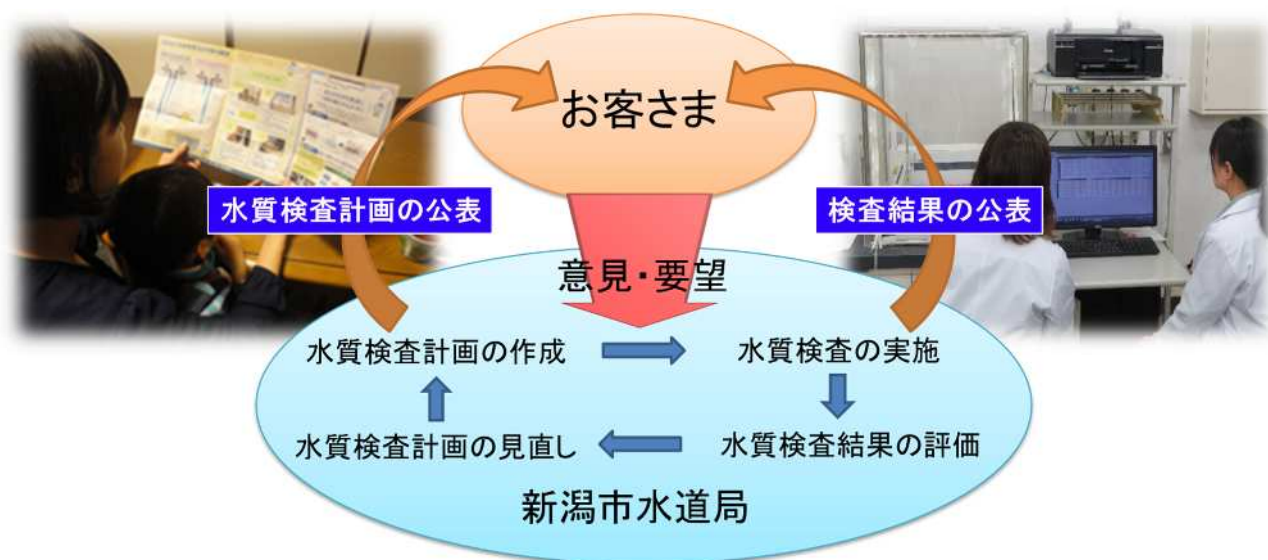 お客さま
水質検査計画の公表
検査結果の公表
意見・要望
水質検査計画の作成
水質検査の実施
水質検査計画の見直し
水質検査結果の評価
新潟市水道局